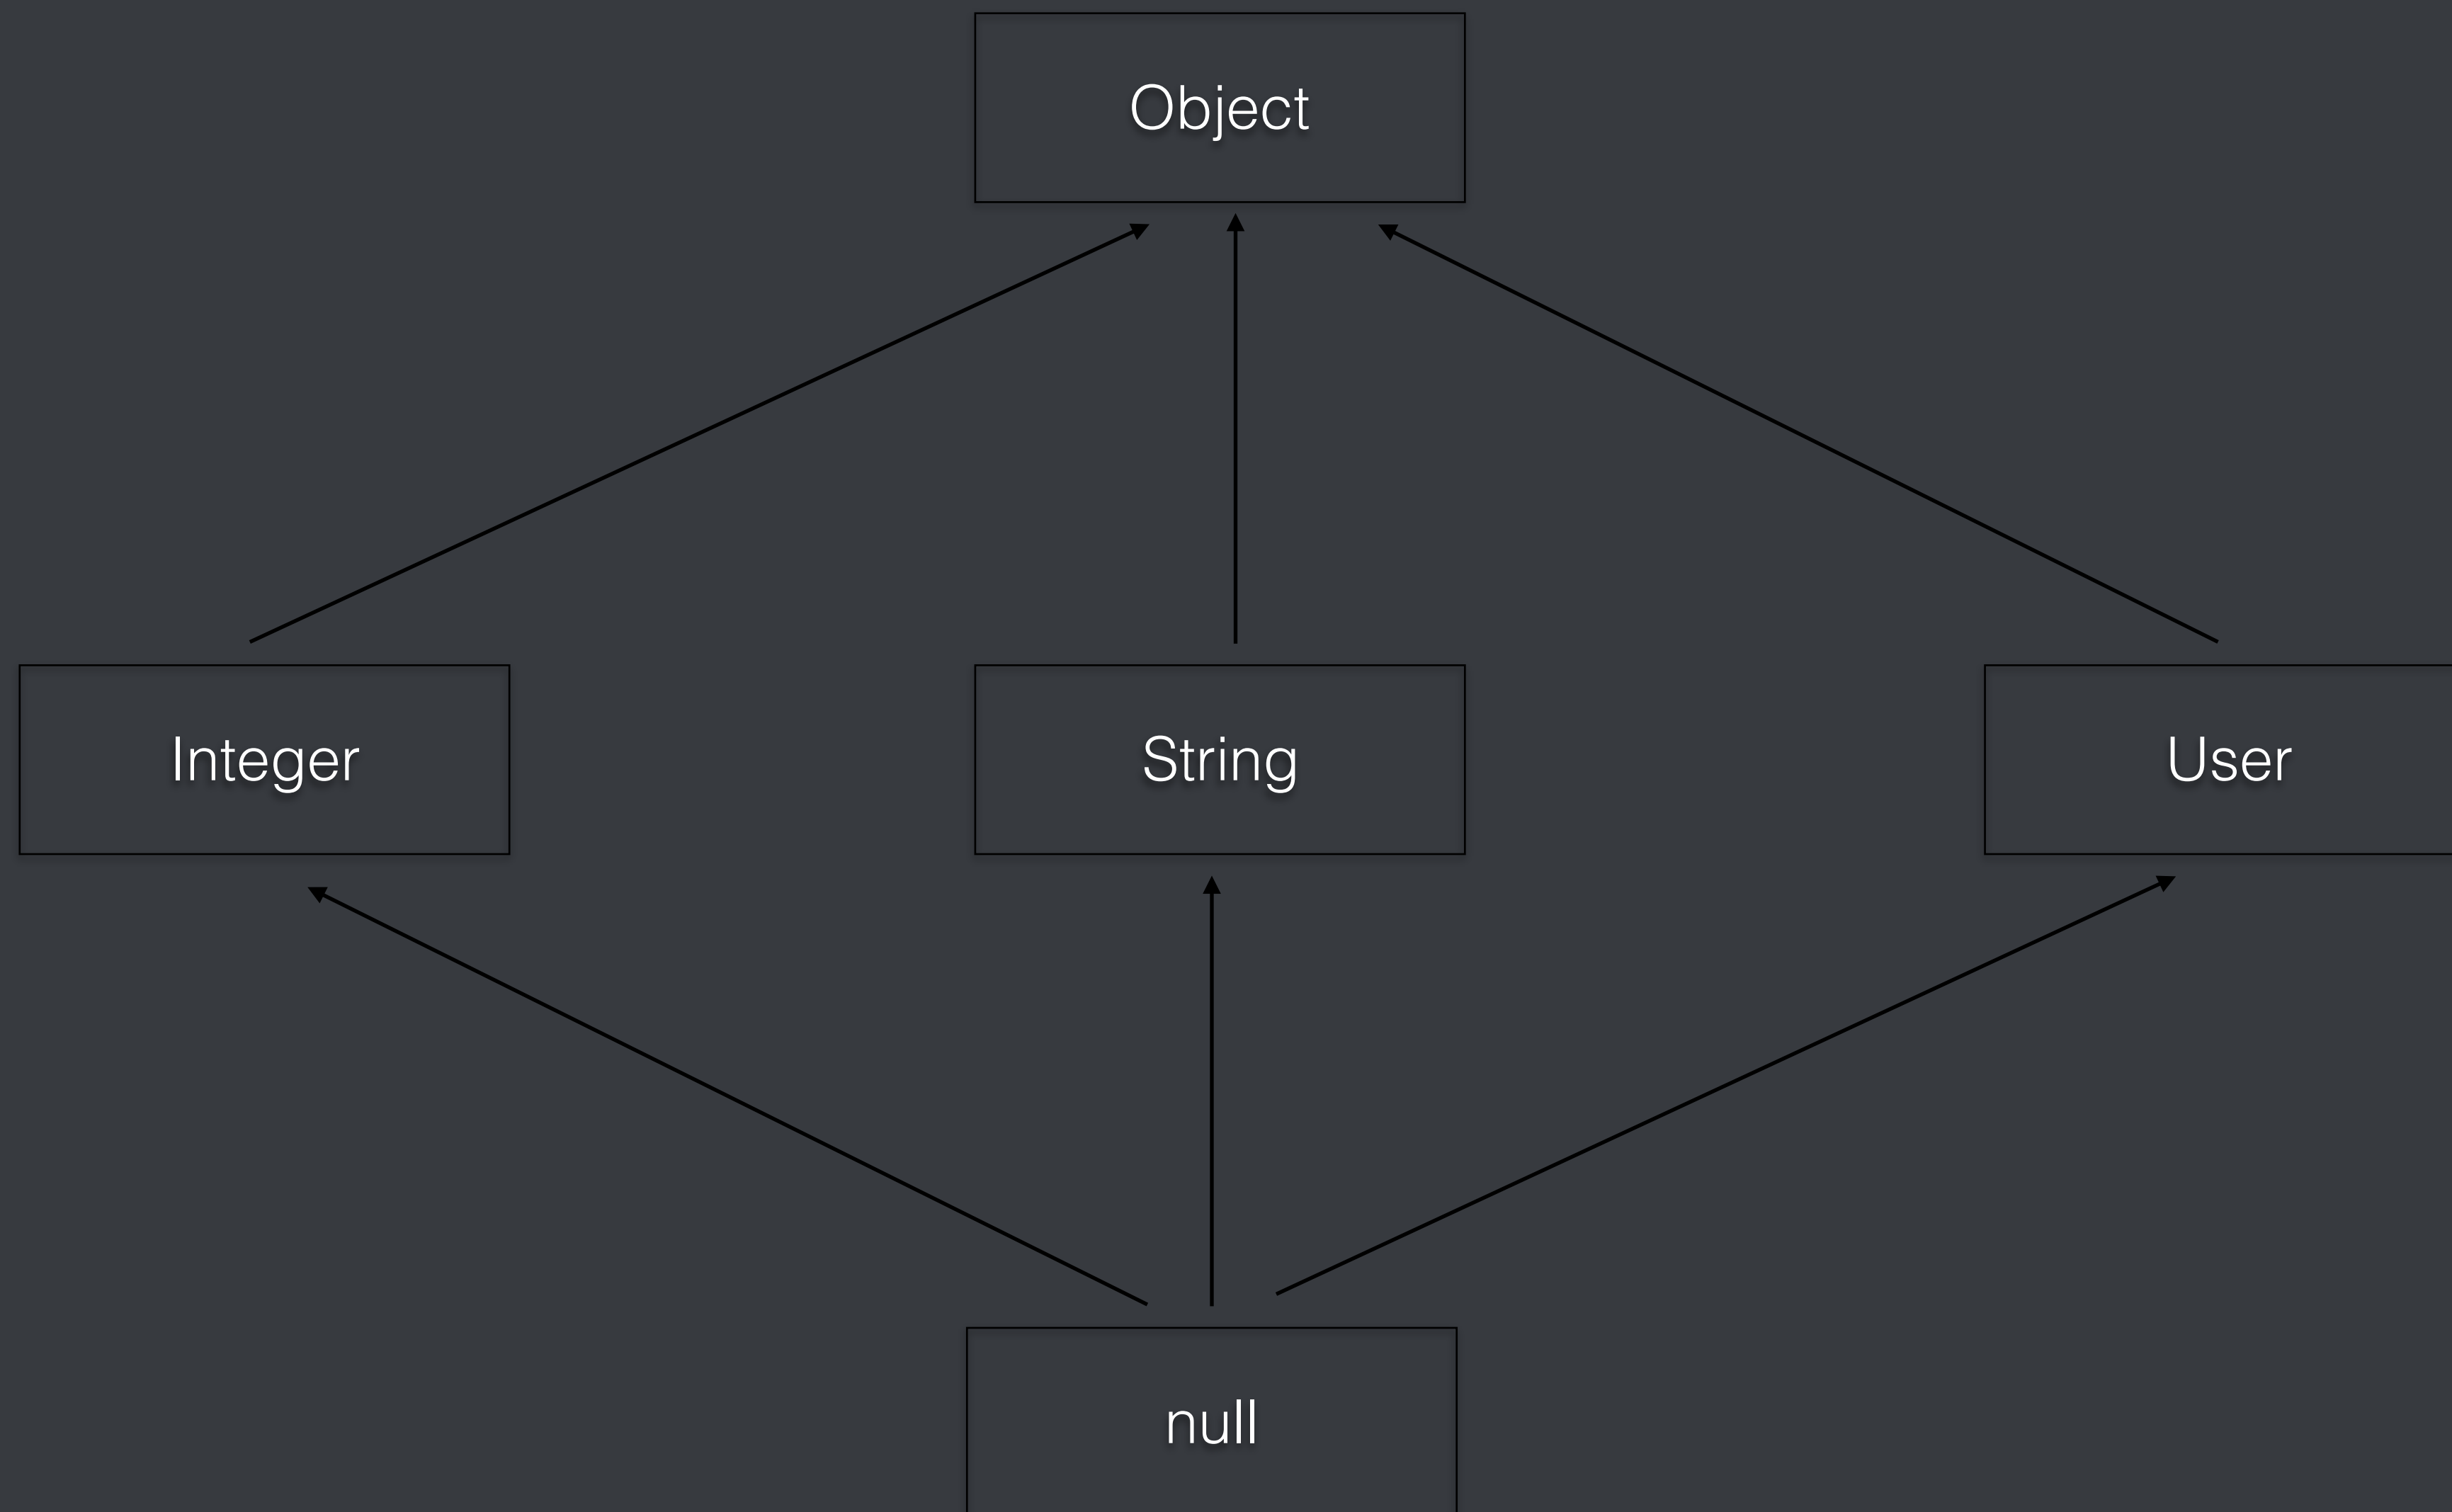 Object
Integer
String
User
null